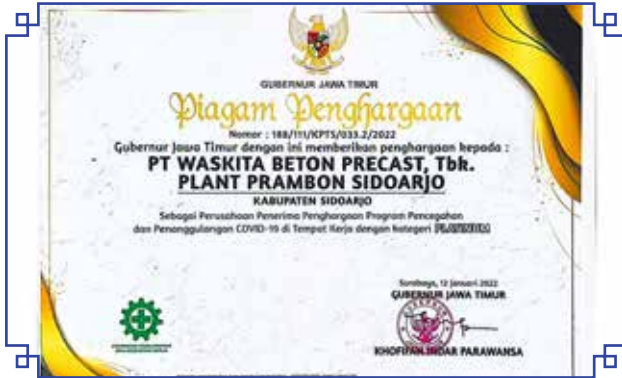 GUBERNUR JAWA TIMUR
Piagam Penghargaan
Nomor : 188/111/KPTS/033.2/2022
Gubernur Jawa Timur dengan ini memberikan penghargaan kepada :
PT WASKITA BETON PRECAST, Tbk.
PLANT PRAMBON SIDOARJO
KABUPATEN SIDOARJO
Sebagai Perusahaan Penerima Penghargaan Program Pencegahan
dan Penanggulangan COVID-19 di Tempat Kerja dengan kategori PLATINUM
Surabaya, 12 Januari 2022
GUBERNUR JAWA TIMUR
KHOFIFAH INDAR PARAWANSA